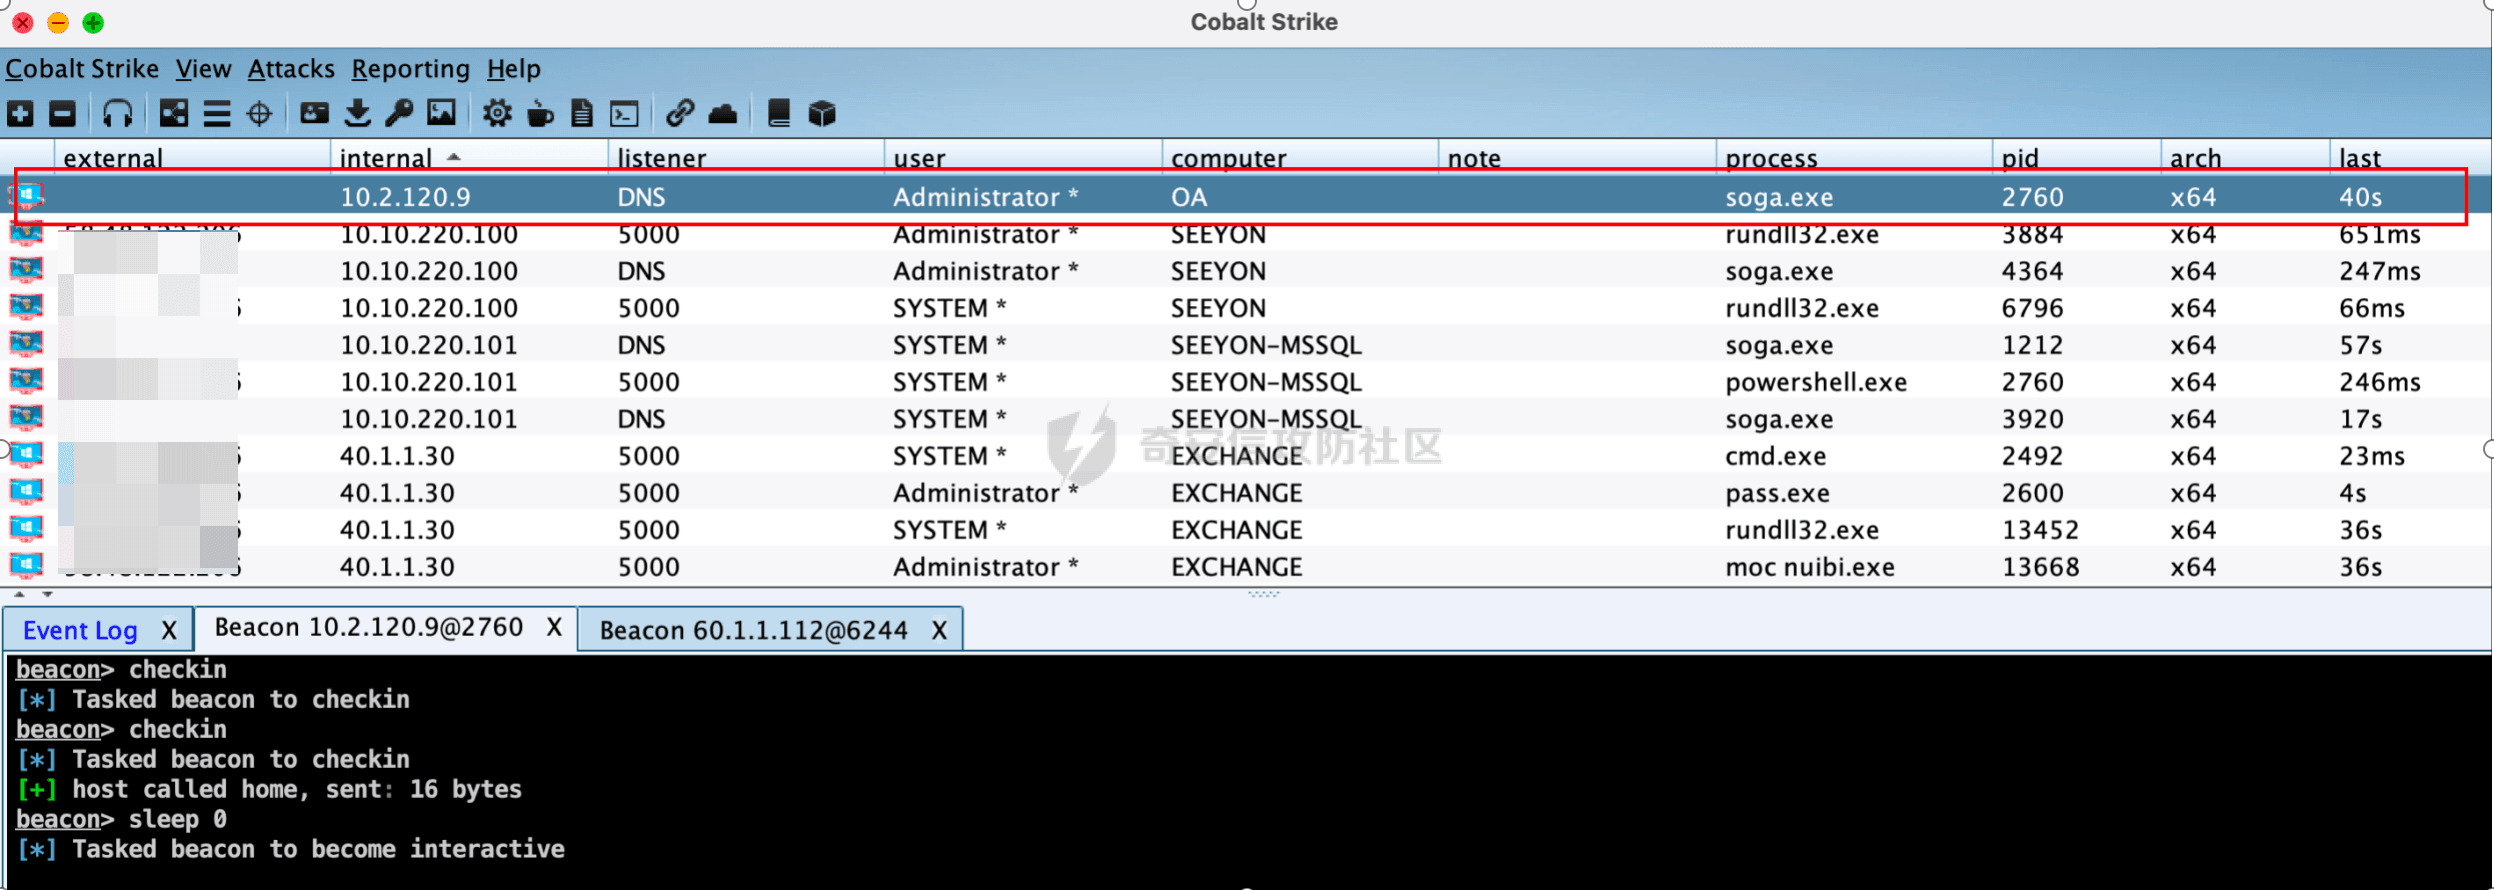 Cobalt Strike
Cobalt Strike View Attacks Reporting Help
external internal listener user computer note process pid arch last
10.2.120.9 DNS Administrator * OA soga.exe 2760 x64 40s
10.10.220.100 5000 Administrator * SEEYON rundll32.exe 3884 x64 651ms
10.10.220.100 DNS Administrator * SEEYON soga.exe 4364 x64 247ms
10.10.220.100 5000 SYSTEM * SEEYON rundll32.exe 6796 x64 66ms
10.10.220.101 DNS SYSTEM * SEEYON-MSSQL soga.exe 1212 x64 57s
10.10.220.101 5000 SYSTEM * SEEYON-MSSQL powershell.exe 2760 x64 246ms
10.10.220.101 DNS SYSTEM * SEEYON-MSSQL soga.exe 3920 x64 17s
奇安信攻防社区
40.1.1.30 5000 SYSTEM * EXCHANGE cmd.exe 2492 x64 23ms
40.1.1.30 5000 Administrator * EXCHANGE pass.exe 2600 x64 4s
40.1.1.30 5000 SYSTEM * EXCHANGE rundll32.exe 13452 x64 36s
40.1.1.30 5000 Administrator * EXCHANGE moc nuibi.exe 13668 x64 36s
Event Log X Beacon 10.2.120.9@2760 X Beacon 60.1.1.112@6244 X
beacon> checkin
[*] Tasked beacon to checkin
beacon> checkin
[*] Tasked beacon to checkin
[+] host called home, sent: 16 bytes
beacon> sleep 0
[*] Tasked beacon to become interactive